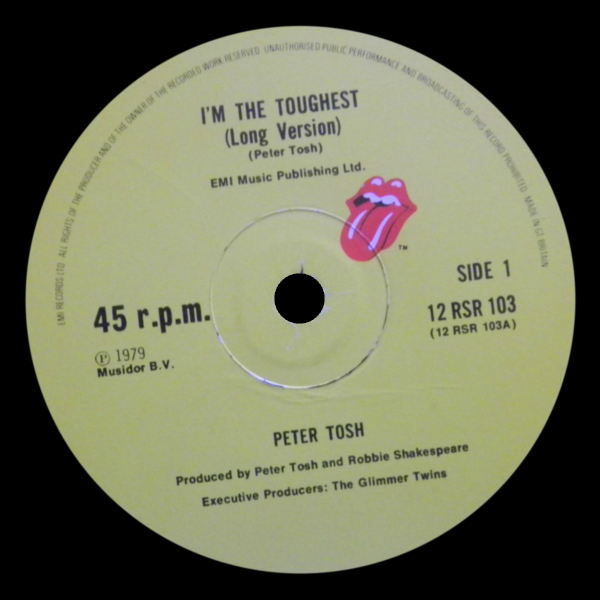 EMI RECORDS LTD. ALL RIGHTS OF THE PRODUCER AND OF THE OWNER OF THE RECORDED WORK RESERVED. UNAUTHORISED PUBLIC PERFORMANCE AND BROADCASTING OF THIS RECORD PROHIBITED. MADE IN GT BRITAIN
I'M THE TOUGHEST
(Long Version)
(Peter Tosh)
EMI Music Publishing Ltd.
TM
SIDE 1
45 r.p.m.
12 RSR 103
(12 RSR 103A)
Ⓟ 1979
Musidor B.V.
PETER TOSH
Produced by Peter Tosh and Robbie Shakespeare
Executive Producers: The Glimmer Twins